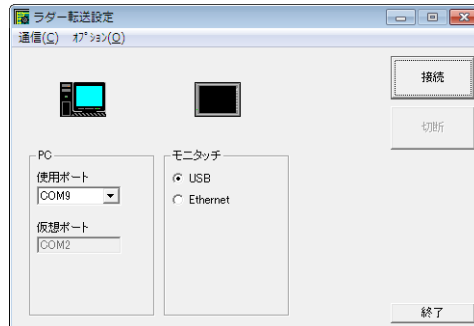 ラダー転送設定
通信(C) ｵﾌﾟｼｮﾝ(O)
接続
切断
PC
使用ポート
COM9
仮想ポート
COM2
モニタッチ
USB
Ethernet
終了